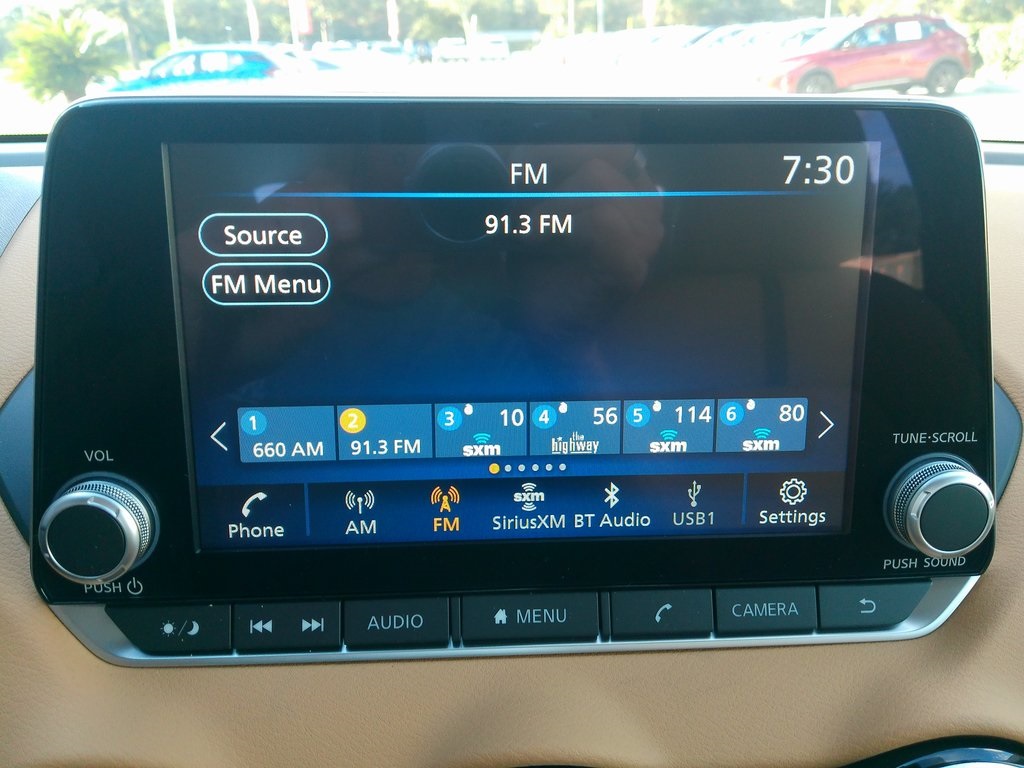 FM
7:30
91.3 FM
Source
FM Menu
1
660 AM
2
91.3 FM
3
10
sxm
4
56
the
highway
5
114
sxm
6
80
sxm
Phone
AM
FM
sxm
SiriusXM
BT Audio
USB1
Settings
VOL
PUSH
TUNE·SCROLL
PUSH SOUND
AUDIO
MENU
CAMERA